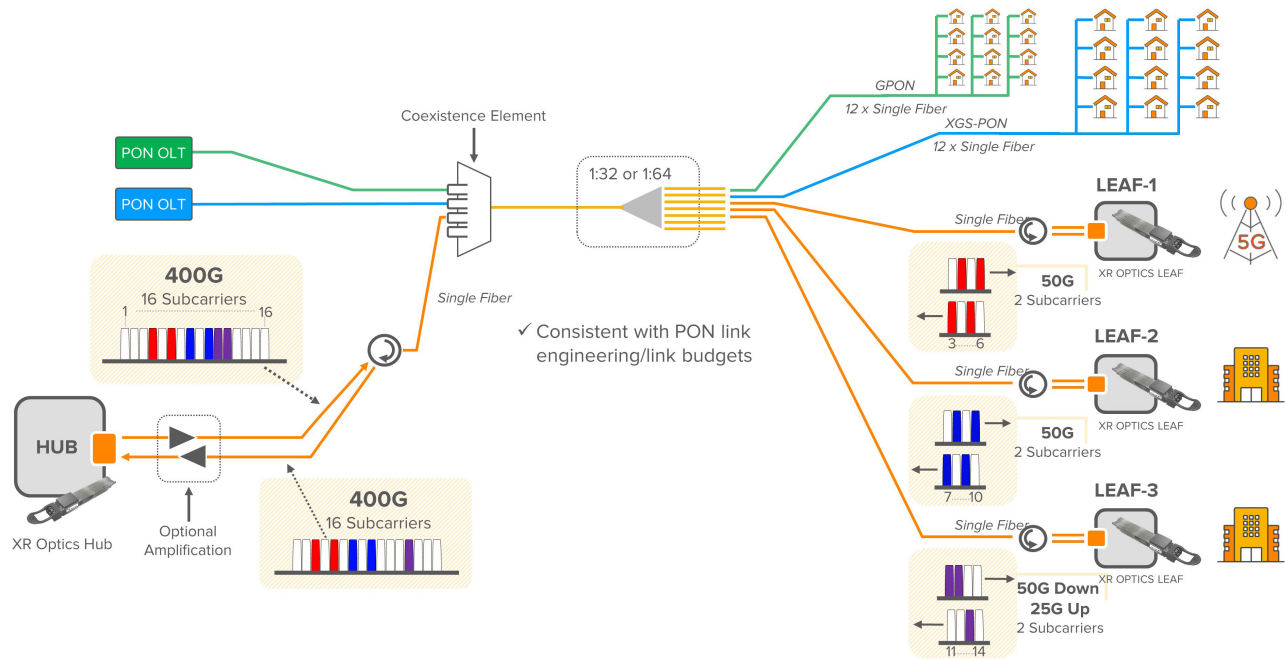 GPON
12 x Single Fiber
XGS-PON
12 x Single Fiber
Coexistence Element
PON OLT
PON OLT
1:32 or 1:64
LEAF-1
Single Fiber
5G
XR OPTICS LEAF
400G
16 Subcarriers
1
16
Single Fiber
50G
2 Subcarriers
3......6
✓ Consistent with PON link
engineering/link budgets
LEAF-2
Single Fiber
XR OPTICS LEAF
50G
2 Subcarriers
7......10
HUB
XR Optics Hub
Optional
Amplification
400G
16 Subcarriers
LEAF-3
Single Fiber
XR OPTICS LEAF
50G Down
25G Up
2 Subcarriers
11......14